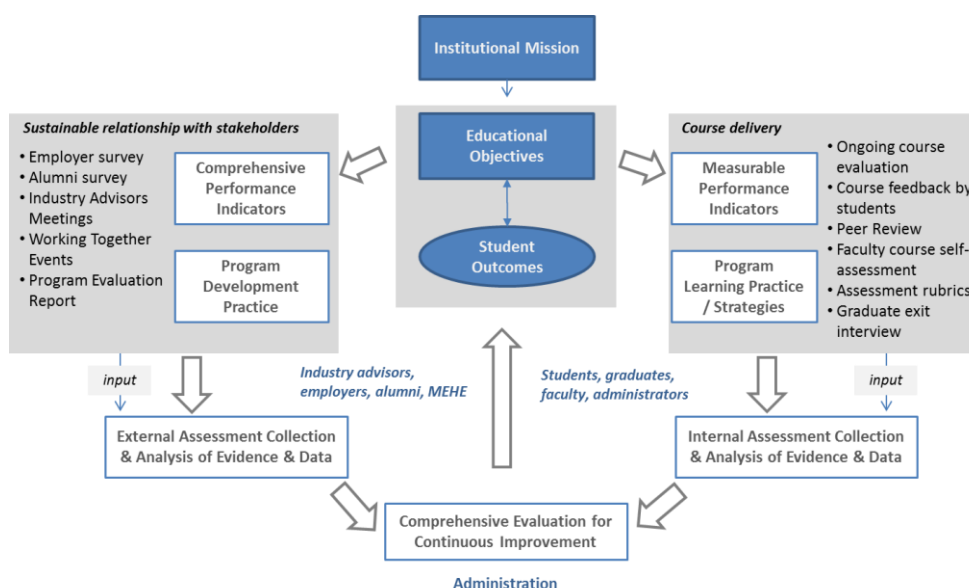 Institutional Mission
Sustainable relationship with stakeholders
• Employer survey
• Alumni survey
• Industry Advisors
Meetings
• Working Together
Events
• Program Evaluation
Report
Comprehensive
Performance
Indicators
Program
Development
Practice
Educational
Objectives
Student
Outcomes
Course delivery
Measurable
Performance
Indicators
Program
Learning Practice
/ Strategies
• Ongoing course
evaluation
• Course feedback by
students
• Peer Review
• Faculty course self-
assessment
• Assessment rubrics
• Graduate exit
interview
input
Industry advisors,
employers, alumni, MEHE
Students, graduates,
faculty, administrators
input
External Assessment Collection
& Analysis of Evidence & Data
Internal Assessment Collection
& Analysis of Evidence & Data
Comprehensive Evaluation for
Continuous Improvement
Administration